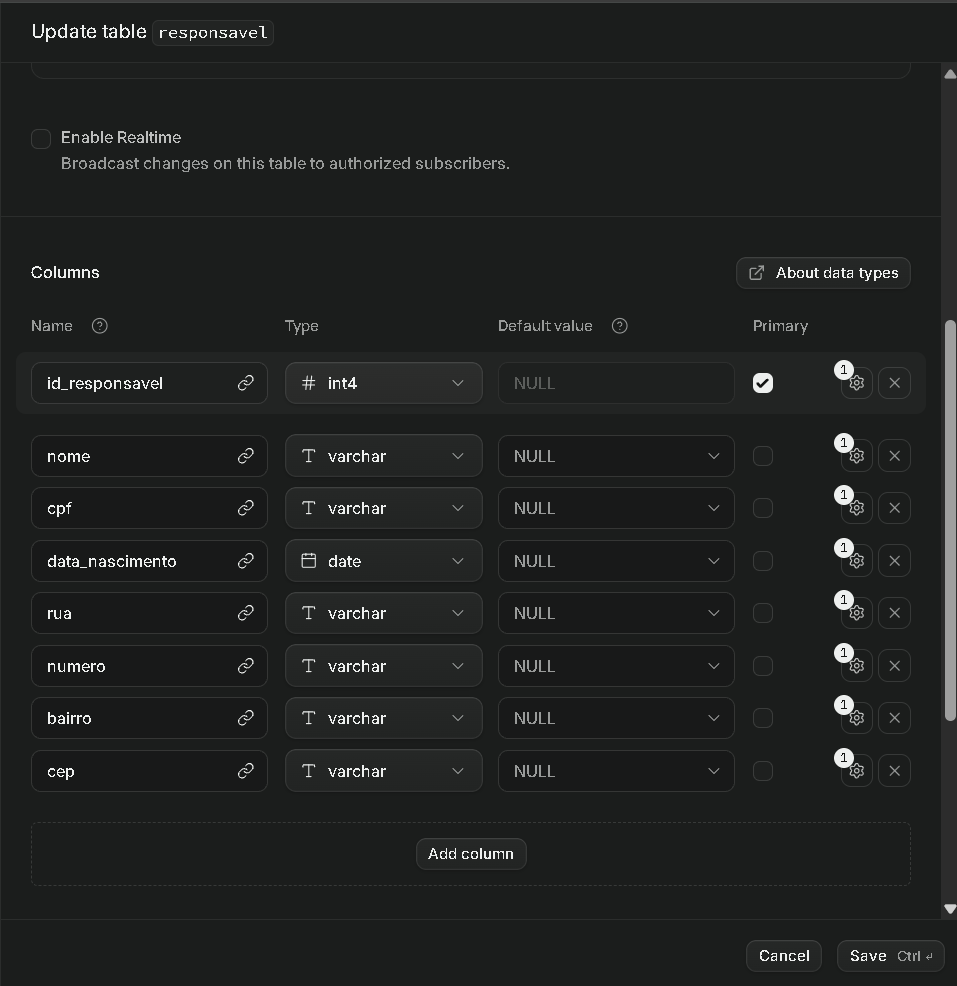 Update table responsavel
Enable Realtime
Broadcast changes on this table to authorized subscribers.
Columns
About data types
Name Type Default value Primary
id_responsavel int4 NULL 1
nome varchar NULL 1
cpf varchar NULL 1
data_nascimento date NULL 1
rua varchar NULL 1
numero varchar NULL 1
bairro varchar NULL 1
cep varchar NULL 1
Add column
Cancel Save Ctrl ↵